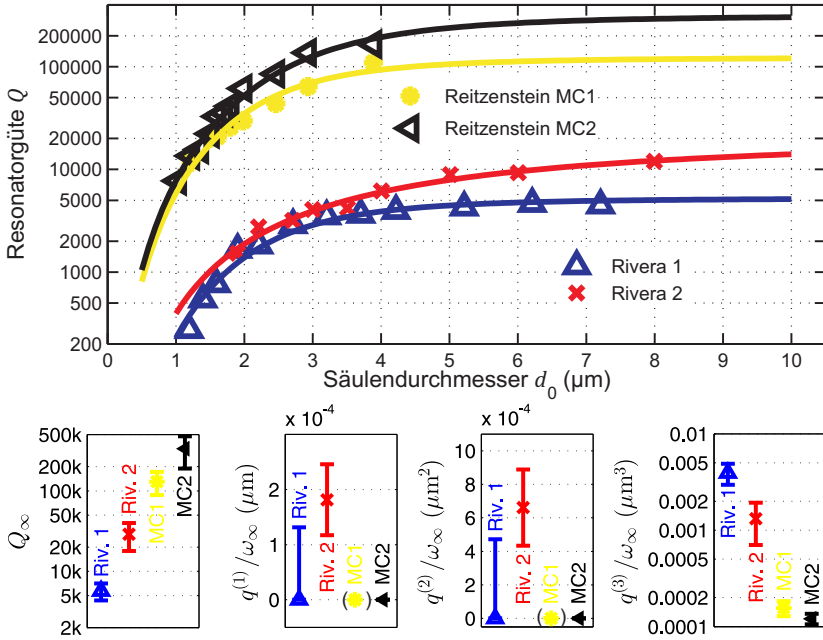 200000
100000
50000
20000
10000
5000
2000
1000
500
200
Resonatorgüte Q
Reitzenstein MC1
Reitzenstein MC2
Rivera 1
Rivera 2
0 1 2 3 4 5 6 7 8 9 10
Säulendurchmesser d₀ (µm)
500k
200k
100k
50k
20k
10k
5k
2k
Q∞
Riv. 1
Riv. 2
MC1
MC2
x 10⁻⁴
2
1
0
q⁽¹⁾/ω∞ (µm)
Riv. 1
Riv. 2
(MC1)
MC2
x 10⁻⁴
10
8
6
4
2
0
q⁽²⁾/ω∞ (µm²)
Riv. 1
Riv. 2
(MC1)
MC2
0.01
0.005
0.002
0.001
0.0005
0.0002
0.0001
q⁽³⁾/ω∞ (µm³)
Riv. 1
Riv. 2
MC1
MC2